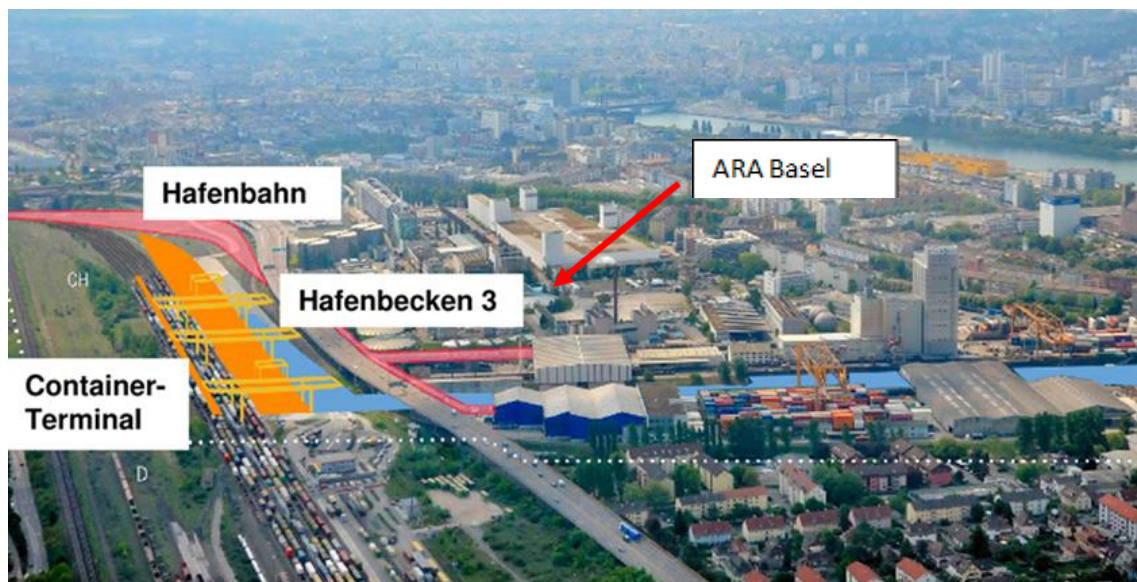 ARA Basel
Hafenbahn
Hafenbecken 3
CH
Container-
Terminal
D